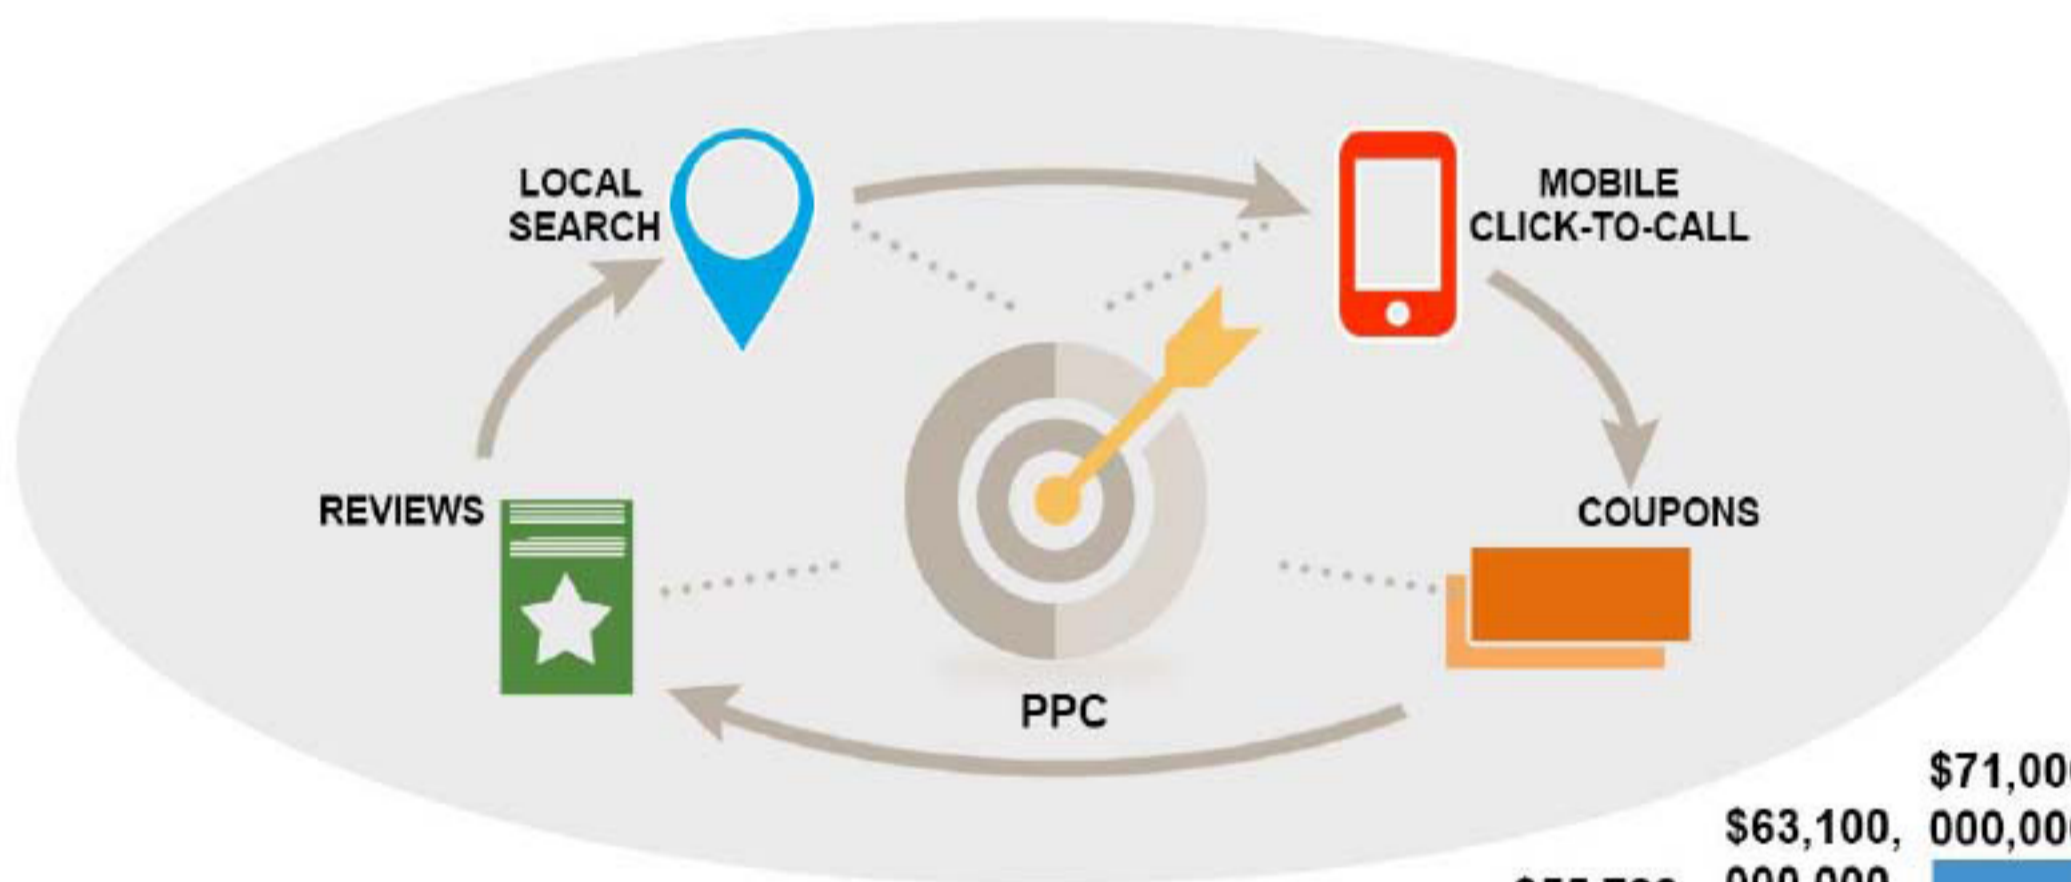 LOCAL
SEARCH
MOBILE
CLICK-TO-CALL
REVIEWS
COUPONS
PPC
$63,100,